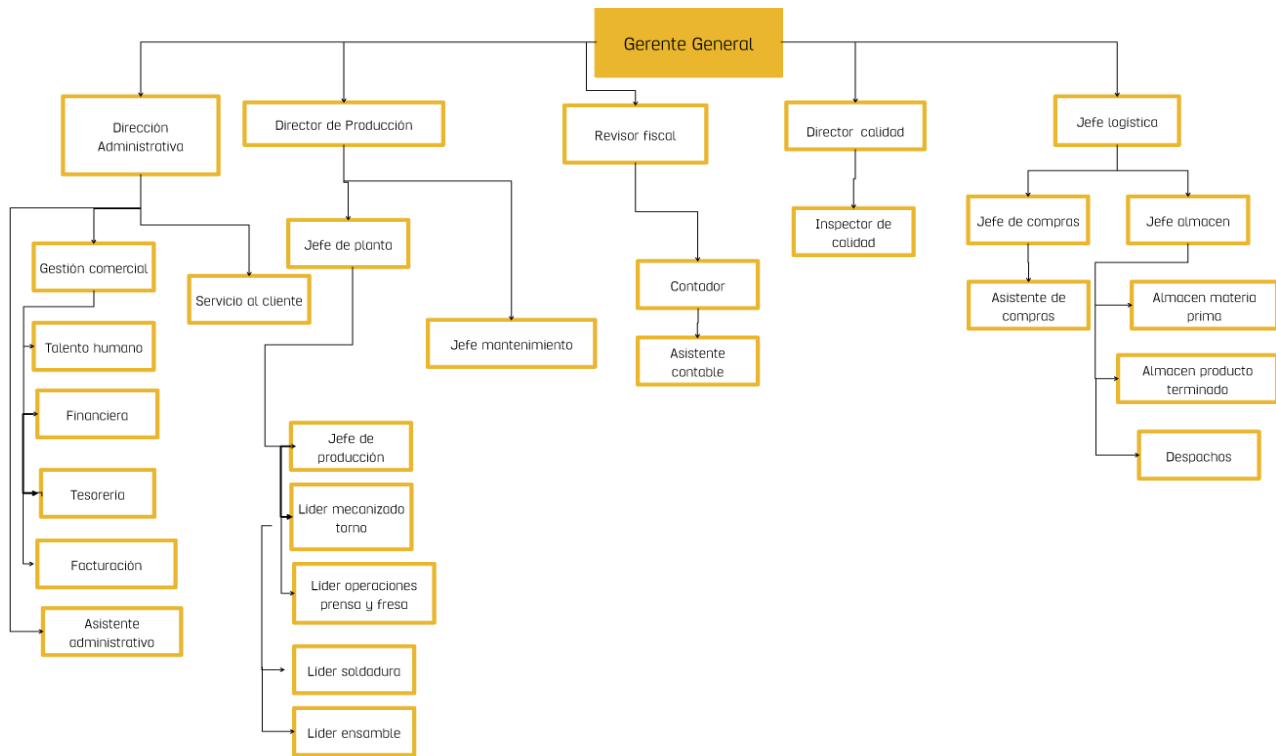 Gerente General
Dirección
Administrativa
Director de Producción
Revisor fiscal
Director calidad
Jefe logística
Gestión comercial
Servicio al cliente
Talento humano
Financiera
Tesoreria
Facturación
Asistente
administrativo
Jefe de planta
Jefe mantenimiento
Jefe de
producción
Lider mecanizado
torno
Lider operaciones
prensa y fresa
Lider soldadura
Lider ensamble
Contador
Asistente
contable
Inspector de
calidad
Jefe de compras
Asistente de
compras
Jefe almacen
Almacen materia
prima
Almacen producto
terminado
Despachos